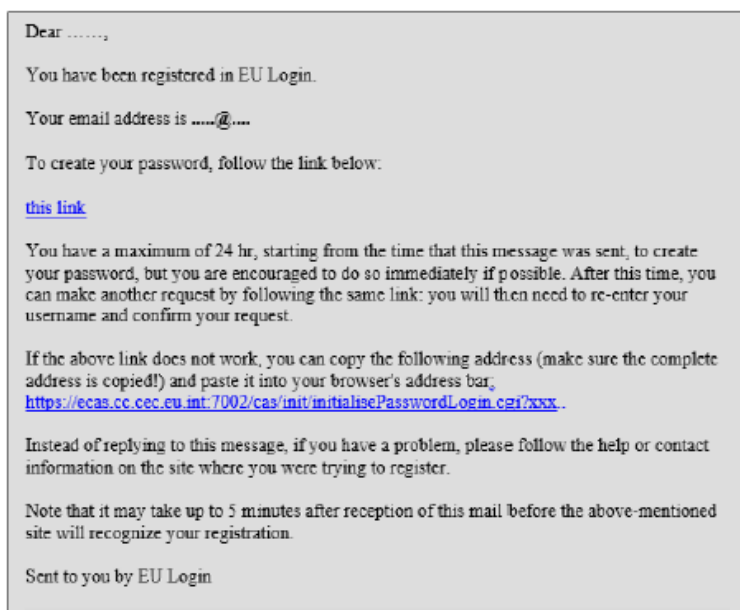 Dear ......,
You have been registered in EU Login.
Your email address is .....@....
To create your password, follow the link below:
this link
You have a maximum of 24 hr, starting from the time that this message was sent, to create
your password, but you are encouraged to do so immediately if possible. After this time, you
can make another request by following the same link: you will then need to re-enter your
username and confirm your request.
If the above link does not work, you can copy the following address (make sure the complete
address is copied!) and paste it into your browser's address bar:
https://ecas.cc.cec.eu.int:7002/cas/init/initialisePasswordLogin.cgi?xxx..
Instead of replying to this message, if you have a problem, please follow the help or contact
information on the site where you were trying to register.
Note that it may take up to 5 minutes after reception of this mail before the above-mentioned
site will recognize your registration.
Sent to you by EU Login